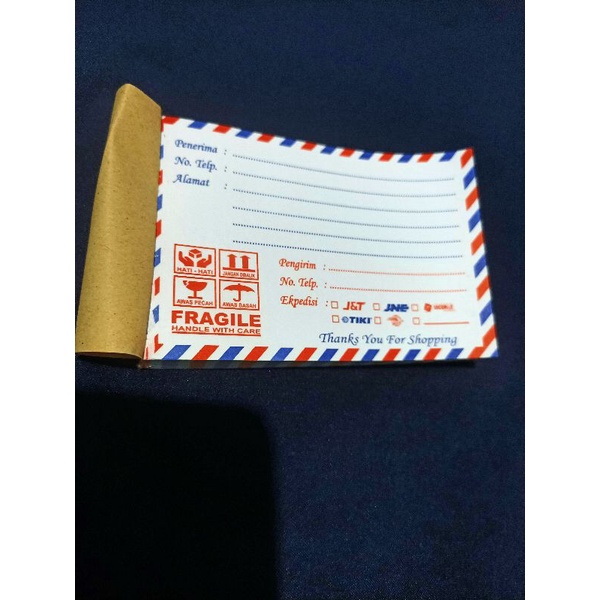 Penerima :
No. Telp. :
Alamat :
HATI - HATI
JANGAN DIBALIK
AWAS PECAH
AWAS BASAH
FRAGILE
HANDLE WITH CARE
Pengirim :
No. Telp. :
Ekpedisi : J&T JNE
TIKI
Thanks You For Shopping